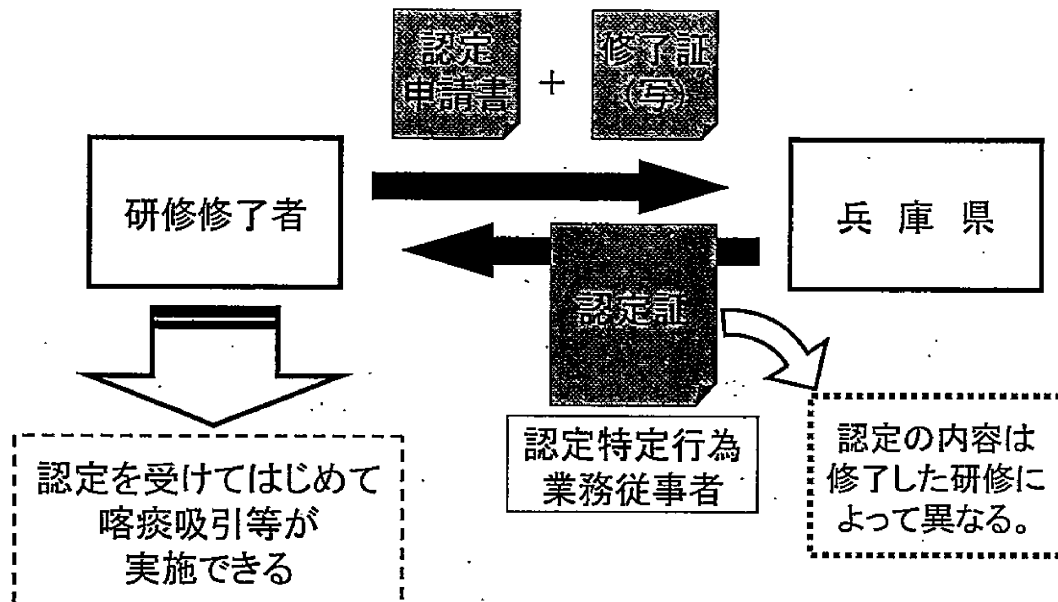 認定
申請書
+
修了証
(写)
研修修了者
兵庫県
認定証
認定特定行為
業務従事者
認定を受けてはじめて
喀痰吸引等が
実施できる
認定の内容は
修了した研修に
よって異なる。